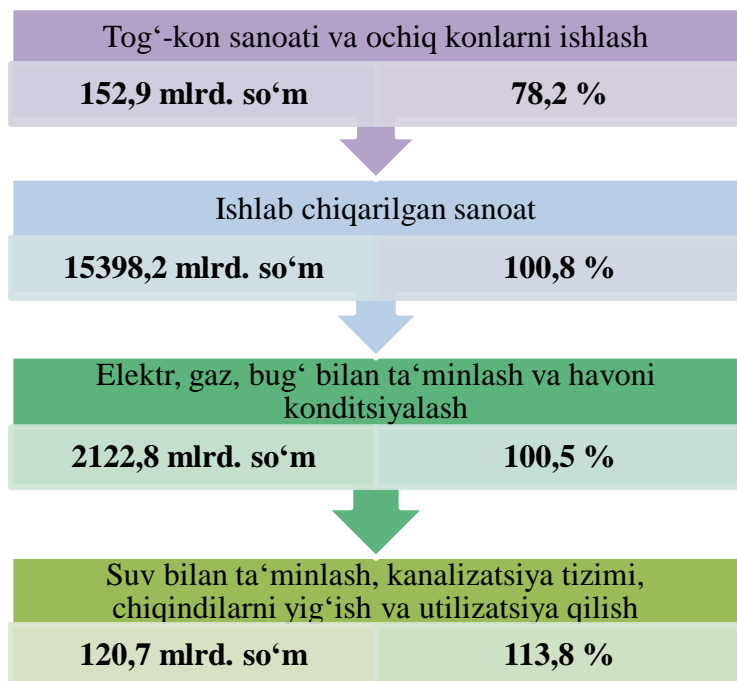 Tog‘-kon sanoati va ochiq konlarni ishlash
152,9 mlrd. so‘m 78,2 %
Ishlab chiqarilgan sanoat
15398,2 mlrd. so‘m 100,8 %
Elektr, gaz, bug‘ bilan ta‘minlash va havoni
konditsiyalash
2122,8 mlrd. so‘m 100,5 %
Suv bilan ta‘minlash, kanalizatsiya tizimi,
chiqindilarni yig‘ish va utilizatsiya qilish
120,7 mlrd. so‘m 113,8 %